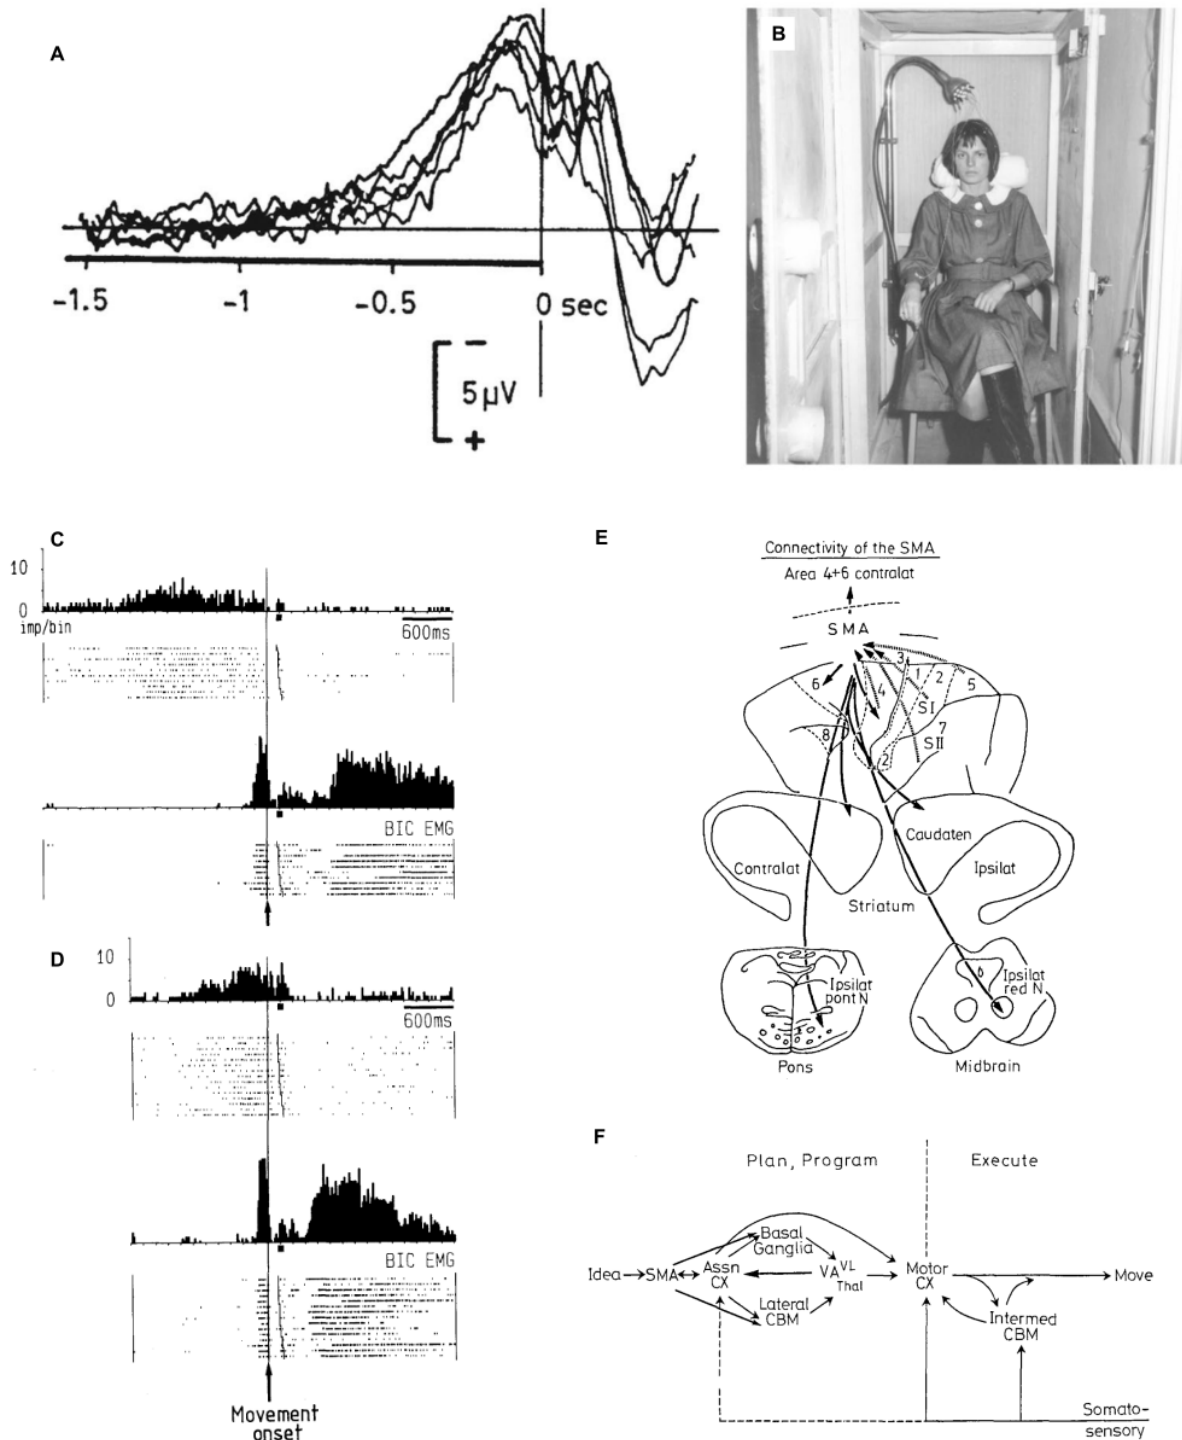 A
-1.5
-1
-0.5
0 sec
−
5µV
+
B
C
10
0
imp/bin
600ms
BIC EMG
D
10
0
600ms
BIC EMG
Movement
onset
E
Connectivity of the SMA
Area 4+6 contralat
SMA
3
1
2
5
6
4
SI
7
8
SII
2
Caudaten
Contralat
Ipsilat
Striatum
Ipsilat
pont N
Ipsilat
red N
Pons
Midbrain
F
Plan, Program
Execute
Basal
Ganglia
Idea
SMA
Assn
CX
VA VL
Thal
Motor
CX
Move
Lateral
CBM
Intermed
CBM
Somato-
sensory